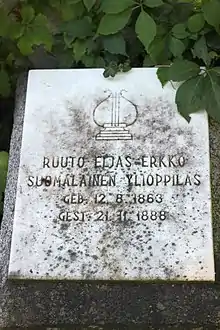 RUUTO EIJAS-ERKKO
SUOMALAINEN YLIOPPILAS
GEB. 12. 8. 1863
GEST. 21. 11. 1888